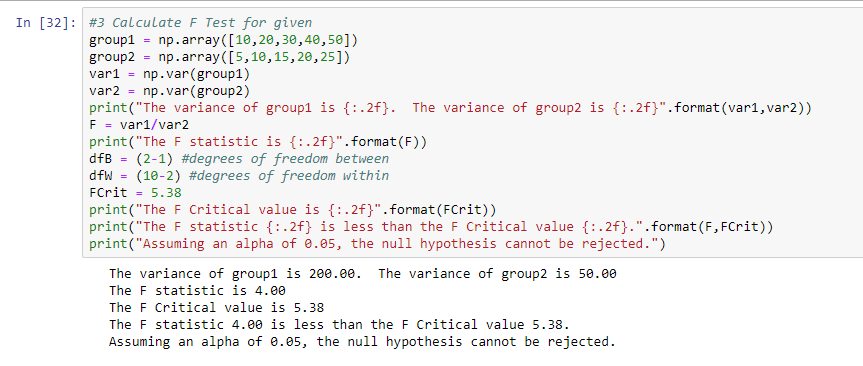 In [32]: #3 Calculate F Test for given
group1 = np.array([10,20,30,40,50])
group2 = np.array([5,10,15,20,25])
var1 = np.var(group1)
var2 = np.var(group2)
print("The variance of group1 is {:.2f}.  The variance of group2 is {:.2f}".format(var1,var2))
F = var1/var2
print("The F statistic is {:.2f}".format(F))
dfB = (2-1) #degrees of freedom between
dfW = (10-2) #degrees of freedom within
FCrit = 5.38
print("The F Critical value is {:.2f}".format(FCrit))
print("The F statistic {:.2f} is less than the F Critical value {:.2f}.".format(F,FCrit))
print("Assuming an alpha of 0.05, the null hypothesis cannot be rejected.")
The variance of group1 is 200.00.  The variance of group2 is 50.00
The F statistic is 4.00
The F Critical value is 5.38
The F statistic 4.00 is less than the F Critical value 5.38.
Assuming an alpha of 0.05, the null hypothesis cannot be rejected.